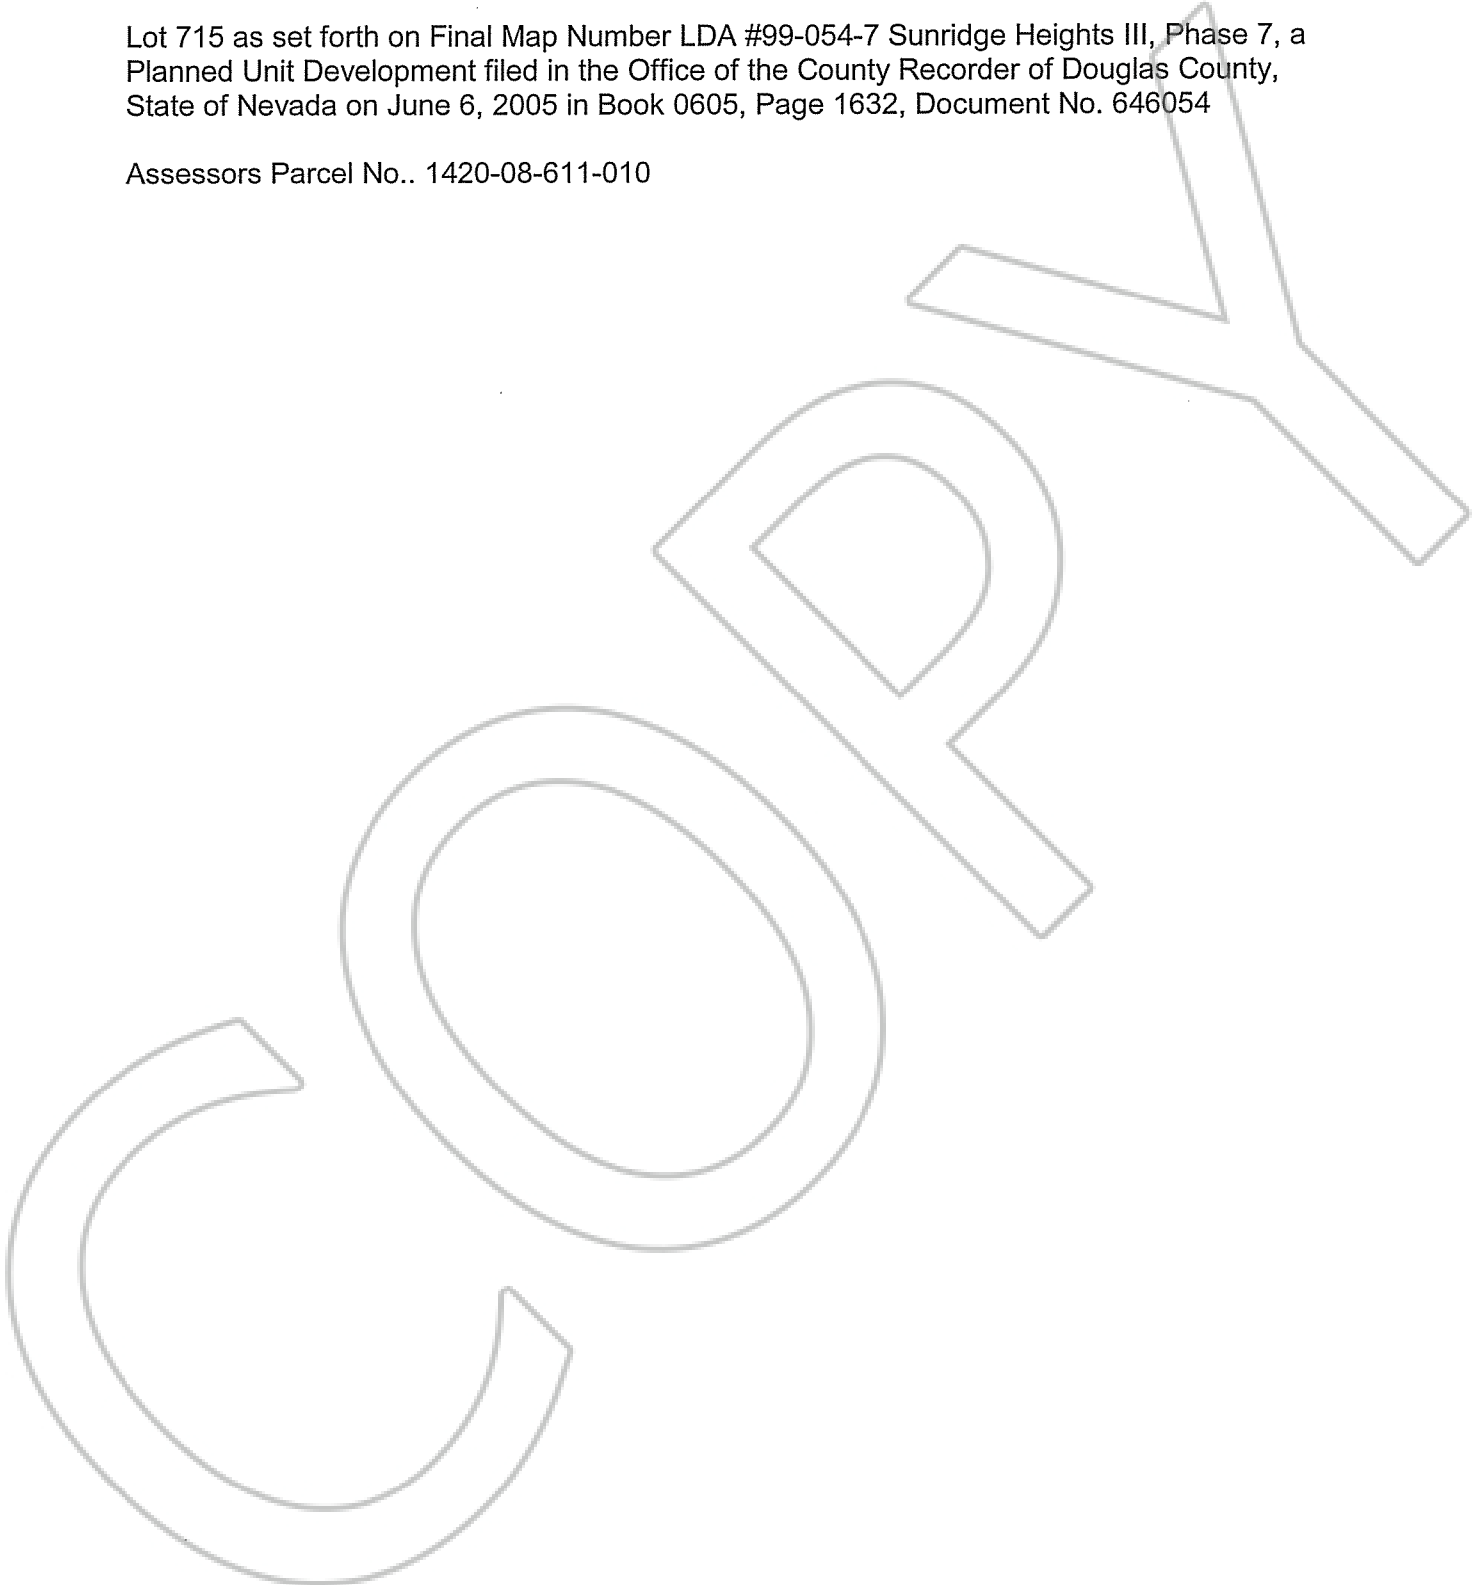 Lot 715 as set forth on Final Map Number LDA #99-054-7 Sunridge Heights III, Phase 7, a
Planned Unit Development filed in the Office of the County Recorder of Douglas County,
State of Nevada on June 6, 2005 in Book 0605, Page 1632, Document No. 646054
Assessors Parcel No.. 1420-08-611-010
COPY